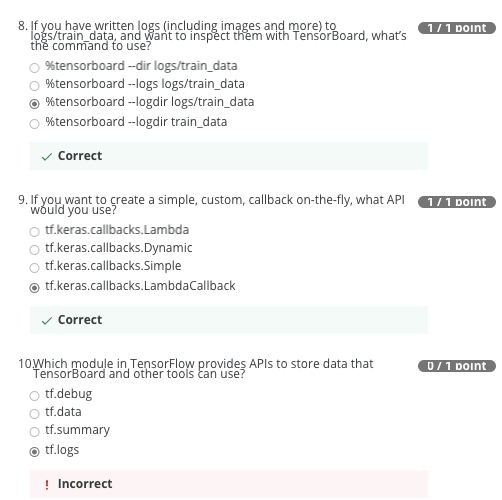 8. If you have written logs (including images and more) to
1 / 1 point
logs/train_data, and want to inspect them with TensorBoard, what's
the command to use?
%tensorboard --dir logs/train_data
%tensorboard --logs logs/train_data
%tensorboard --logdir logs/train_data
%tensorboard --logdir train_data
Correct
9. If you want to create a simple, custom, callback on-the-fly, what API
1 / 1 point
would you use?
tf.keras.callbacks.Lambda
tf.keras.callbacks.Dynamic
tf.keras.callbacks.Simple
tf.keras.callbacks.LambdaCallback
Correct
10. Which module in TensorFlow provides APIs to store data that
0 / 1 point
TensorBoard and other tools can use?
tf.debug
tf.data
tf.summary
tf.logs
! Incorrect